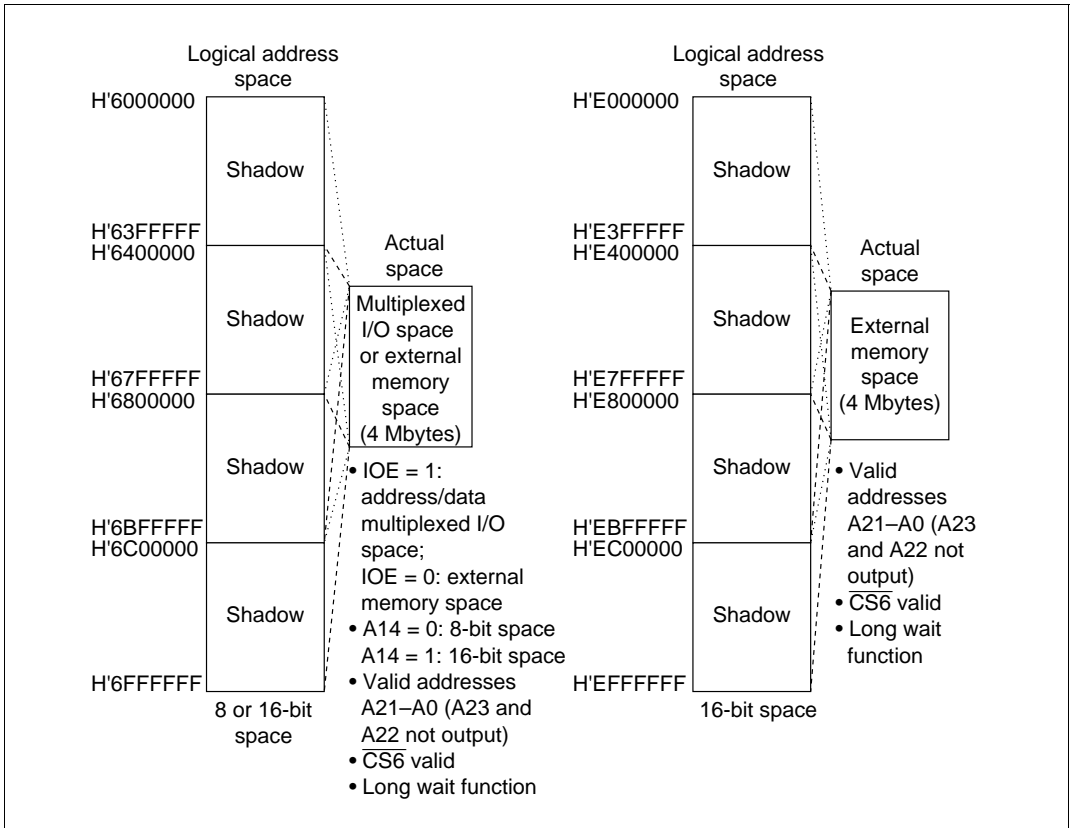 Logical address
space
H'6000000
Shadow
H'63FFFFF
H'6400000
Shadow
H'67FFFFF
H'6800000
Shadow
H'6BFFFFF
H'6C00000
Shadow
H'6FFFFFF
8 or 16-bit
space
Actual
space
Multiplexed
I/O space
or external
memory
space
(4 Mbytes)
• IOE = 1:
address/data
multiplexed I/O
space;
IOE = 0: external
memory space
• A14 = 0: 8-bit space
A14 = 1: 16-bit space
• Valid addresses
A21–A0 (A23 and
A22 not output)
• C̅S̅6̅ valid
• Long wait function
Logical address
space
H'E000000
Shadow
H'E3FFFFF
H'E400000
Shadow
H'E7FFFFF
H'E800000
Shadow
H'EBFFFFF
H'EC00000
Shadow
H'EFFFFFF
16-bit space
Actual
space
External
memory
space
(4 Mbytes)
• Valid
addresses
A21–A0 (A23
and A22 not
output)
• C̅S̅6̅ valid
• Long wait
function